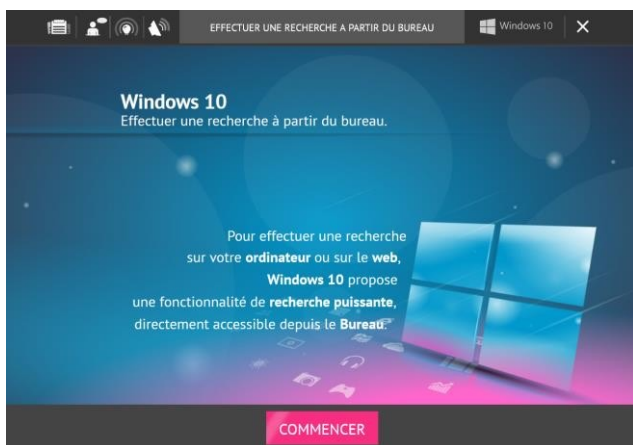 EFFECTUER UNE RECHERCHE A PARTIR DU BUREAU
Windows 10
Windows 10
Effectuer une recherche à partir du bureau.
Pour effectuer une recherche
sur votre ordinateur ou sur le web,
Windows 10 propose
une fonctionnalité de recherche puissante,
directement accessible depuis le Bureau.
COMMENCER